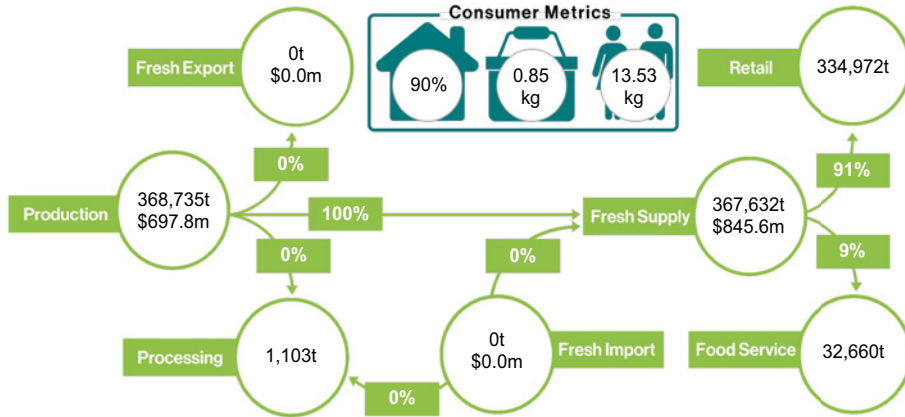 Consumer Metrics
0t
$0.0m
Fresh Export
90%
0.85
kg
13.53
kg
Retail
334,972t
0%
91%
Production
368,735t
$697.8m
100%
Fresh Supply
367,632t
$845.6m
0%
0%
9%
Processing
1,103t
0t
$0.0m
Fresh Import
Food Service
32,660t
0%